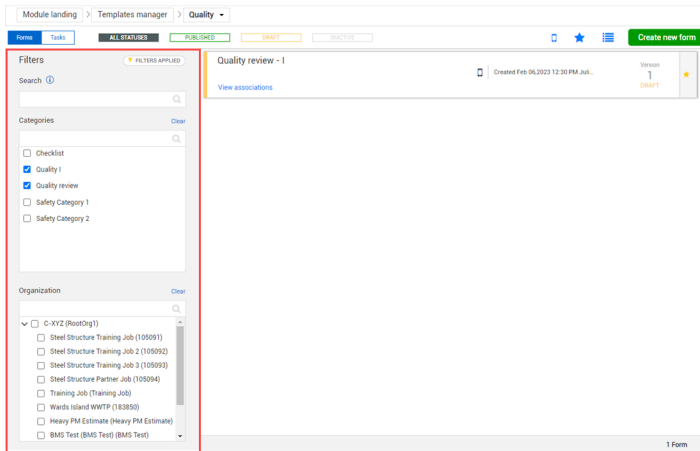 Module landing > Templates manager > Quality
Forms Tasks ALL STATUSES PUBLISHED DRAFT INACTIVE Create new form
Filters FILTERS APPLIED
Search
Categories Clear
Checklist
Quality I
Quality review
Safety Category 1
Safety Category 2
Organization Clear
C-XYZ (RootOrg1)
Steel Structure Training Job (105091)
Steel Structure Training Job 2 (105092)
Steel Structure Training Job 3 (105093)
Steel Structure Partner Job (105094)
Training Job (Training Job)
Wards Island WWTP (183850)
Heavy PM Estimate (Heavy PM Estimate)
BMS Test (BMS Test) (BMS Test)
Quality review - I
View associations
Created Feb 06,2023 12:30 PM Juli...
Version
1
DRAFT
1 Form